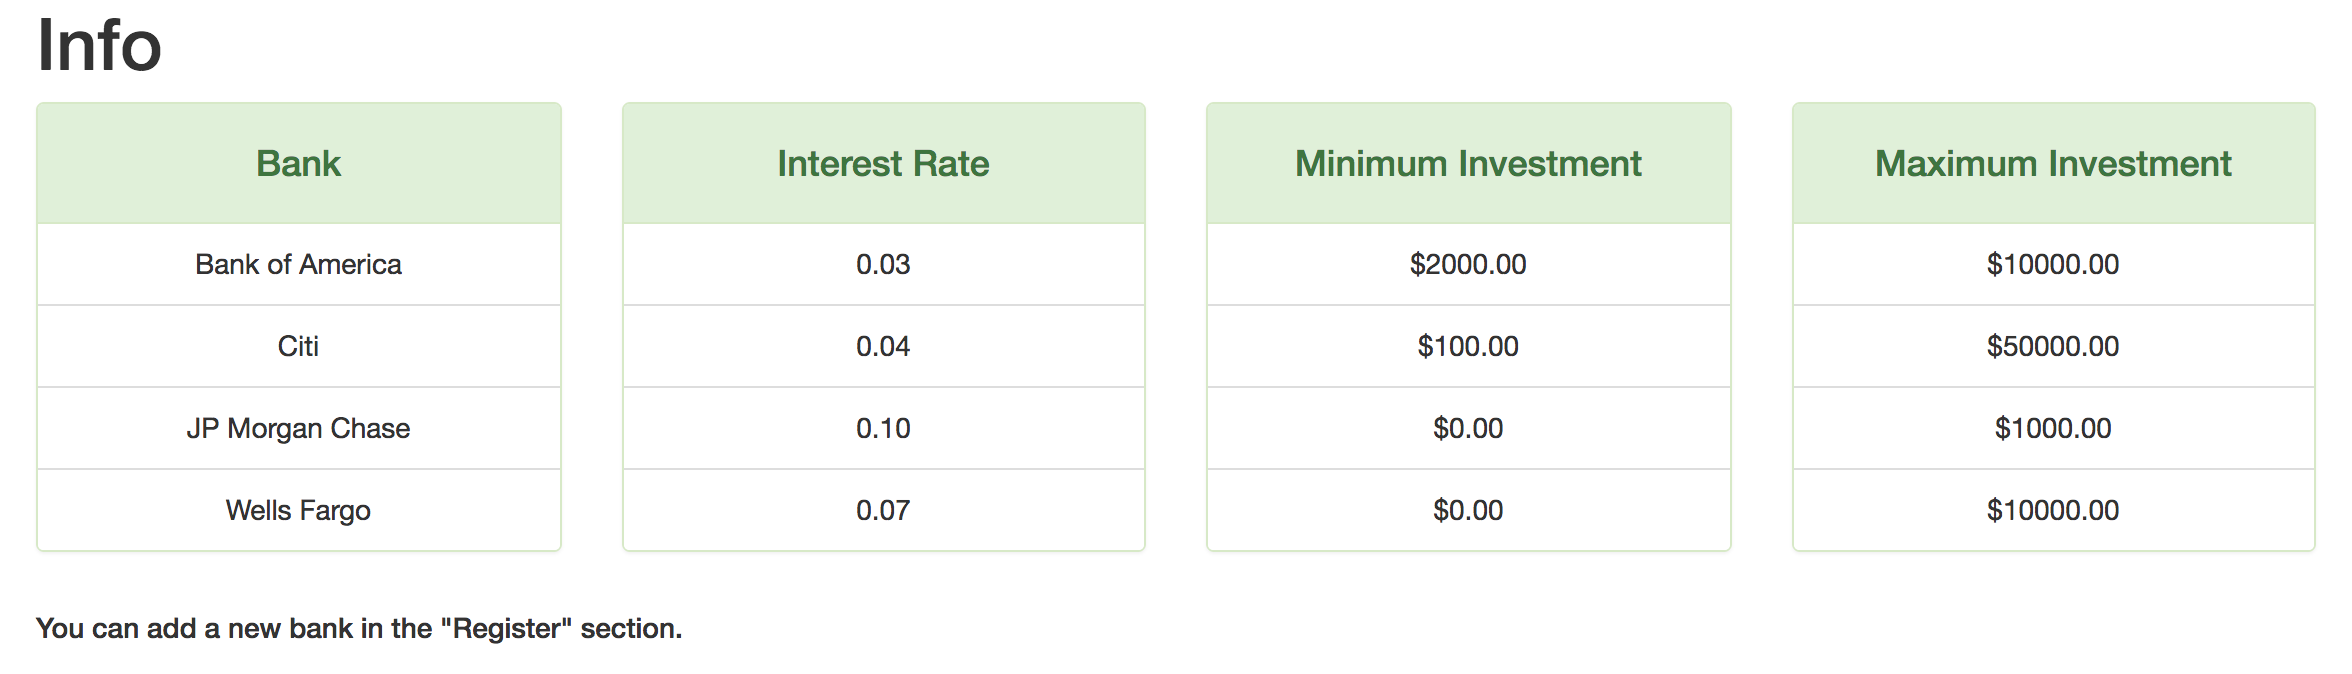 Info
Bank Interest Rate Minimum Investment Maximum Investment
Bank of America 0.03 $2000.00 $10000.00
Citi 0.04 $100.00 $50000.00
JP Morgan Chase 0.10 $0.00 $1000.00
Wells Fargo 0.07 $0.00 $10000.00
You can add a new bank in the "Register" section.